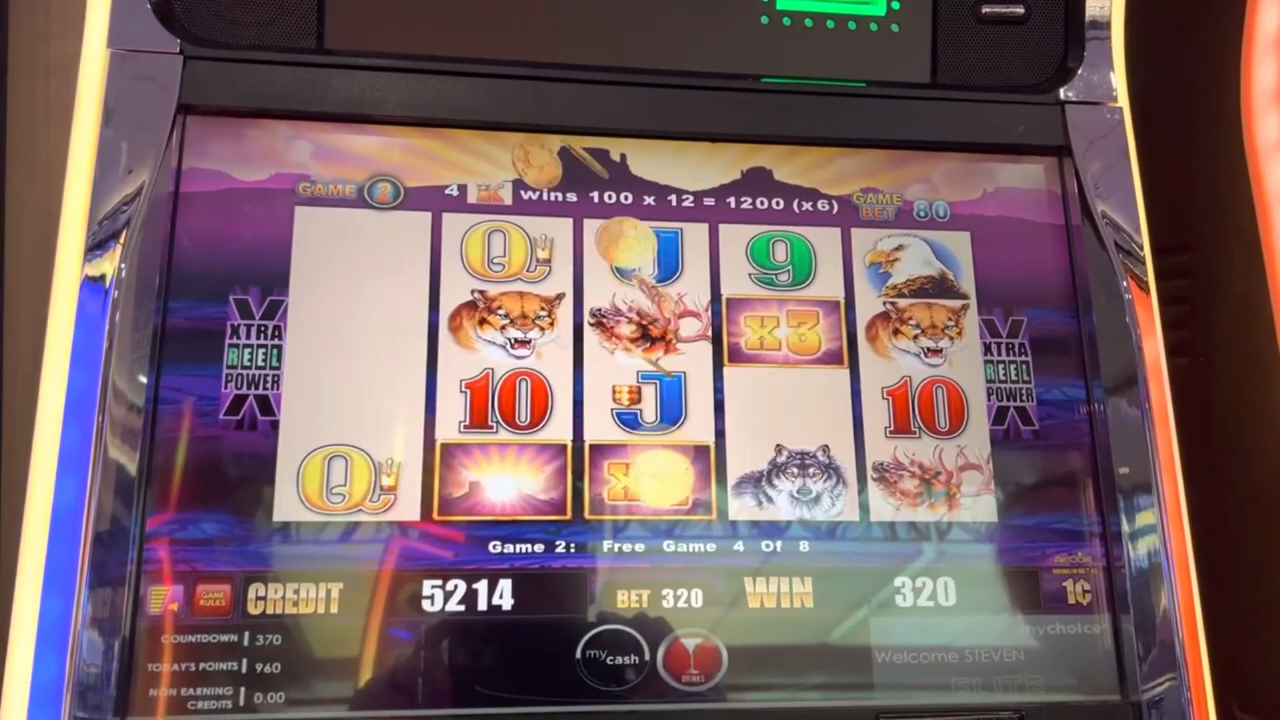 GAME 2
4 K wins 100 x 12 = 1200 (x6)
GAME BET 80
Q J 9
x3
XTRA REEL POWER
XTRA REEL POWER
10 J 10
Q
Game 2: Free Game 4 Of 8
GAME RULES
CREDIT 5214 BET 320 WIN 320 1¢
COUNTDOWN 370
TODAY'S POINTS 960
NON EARNING CREDITS 0.00
my cash
DRINKS
mychoice
Welcome STEVEN
ELITE